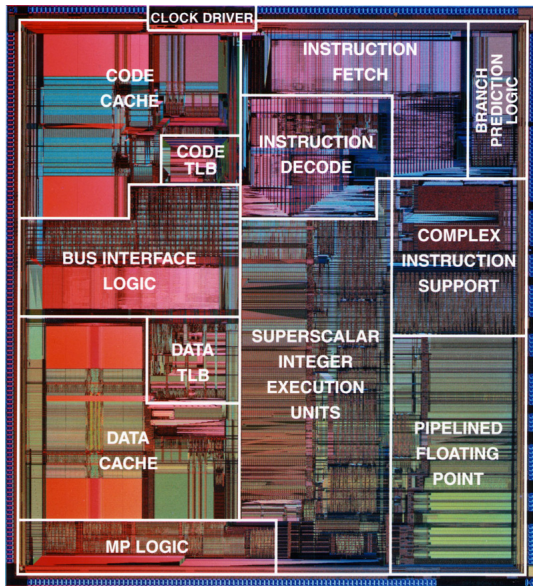 CLOCK DRIVER
CODE
CACHE
INSTRUCTION
FETCH
BRANCH
PREDICTION
LOGIC
CODE
TLB
INSTRUCTION
DECODE
BUS INTERFACE
LOGIC
COMPLEX
INSTRUCTION
SUPPORT
DATA
TLB
SUPERSCALAR
INTEGER
EXECUTION
UNITS
DATA
CACHE
PIPELINED
FLOATING
POINT
MP LOGIC